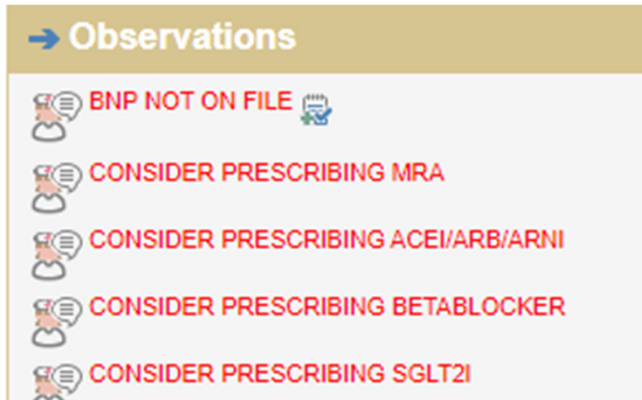 Observations
BNP NOT ON FILE
CONSIDER PRESCRIBING MRA
CONSIDER PRESCRIBING ACEI/ARB/ARNI
CONSIDER PRESCRIBING BETABLOCKER
CONSIDER PRESCRIBING SGLT2I